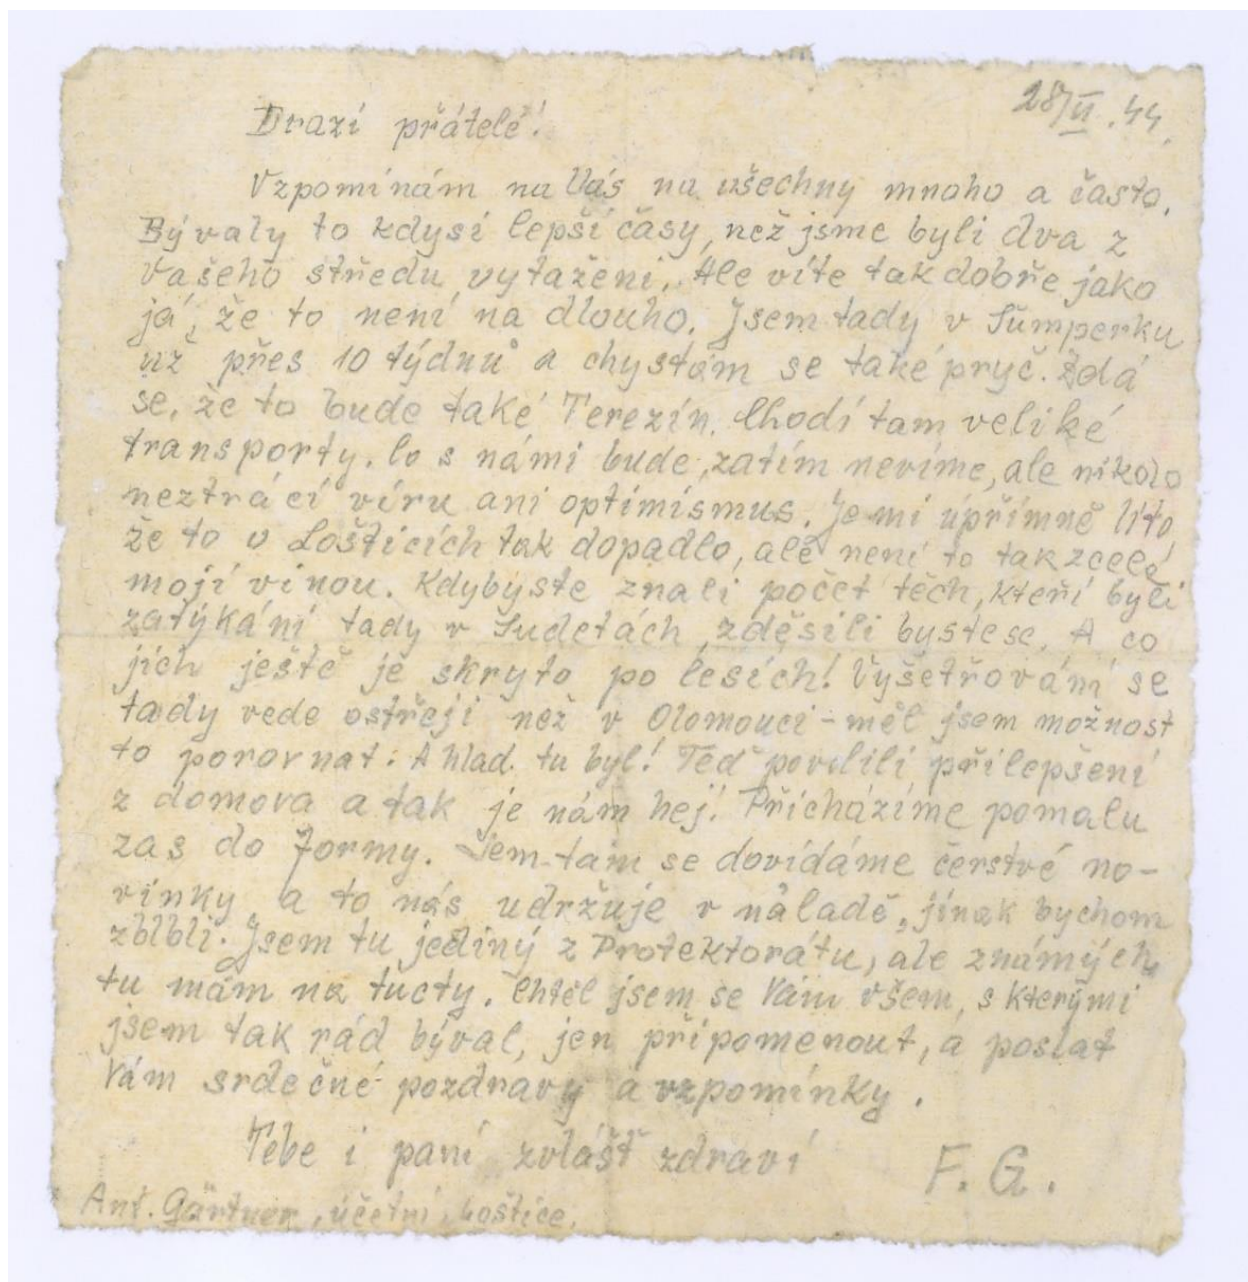 28/II.44.
Drazí přátelé!
Vzpomínám na Vás na všechny mnoho a často.
Bývaly to kdysi lepší časy, než jsme byli dva z
Vašeho středu vytaženi. Ale víte tak dobře jako
já, že to není na dlouho. Jsem tady v Šumperku
už přes 10 týdnů a chystám se také pryč. Zdá
se, že to bude také Terezín. Chodí tam veliké
transporty. Co s námi bude, zatím nevíme, ale nikdo
neztrácí víru ani optimismus. Je mi úpřimně líto,
že to v Lošticích tak dopadlo, ale není to tak zcela
mojí vinou. Kdybyste znali počet těch, kteří byli
zatýkáni tady v Sudetách, zděsili byste se. A co
jich ještě je skryto po lesích! Vyšetřování se
tady vede ostřeji než v Olomouci - měl jsem možnost
to porovnat. A hlad tu byl! Teď povolili přilepšení
z domova a tak je nám hej! Přicházíme pomalu
zas do formy. Sem-tam se dovídáme čerstvé no-
vinky a to nás udržuje v náladě, jinak bychom
zblbli. Jsem tu jediný z Protektorátu, ale známých
tu mám na tucty. Chtěl jsem se Vám všem, s kterými
jsem tak rád býval, jen připomenout, a poslat
Vám srdečné pozdravy a vzpomínky.
Tebe i paní zvlášť zdraví F. G.
Ant. Gärtner, účetní, Loštice.